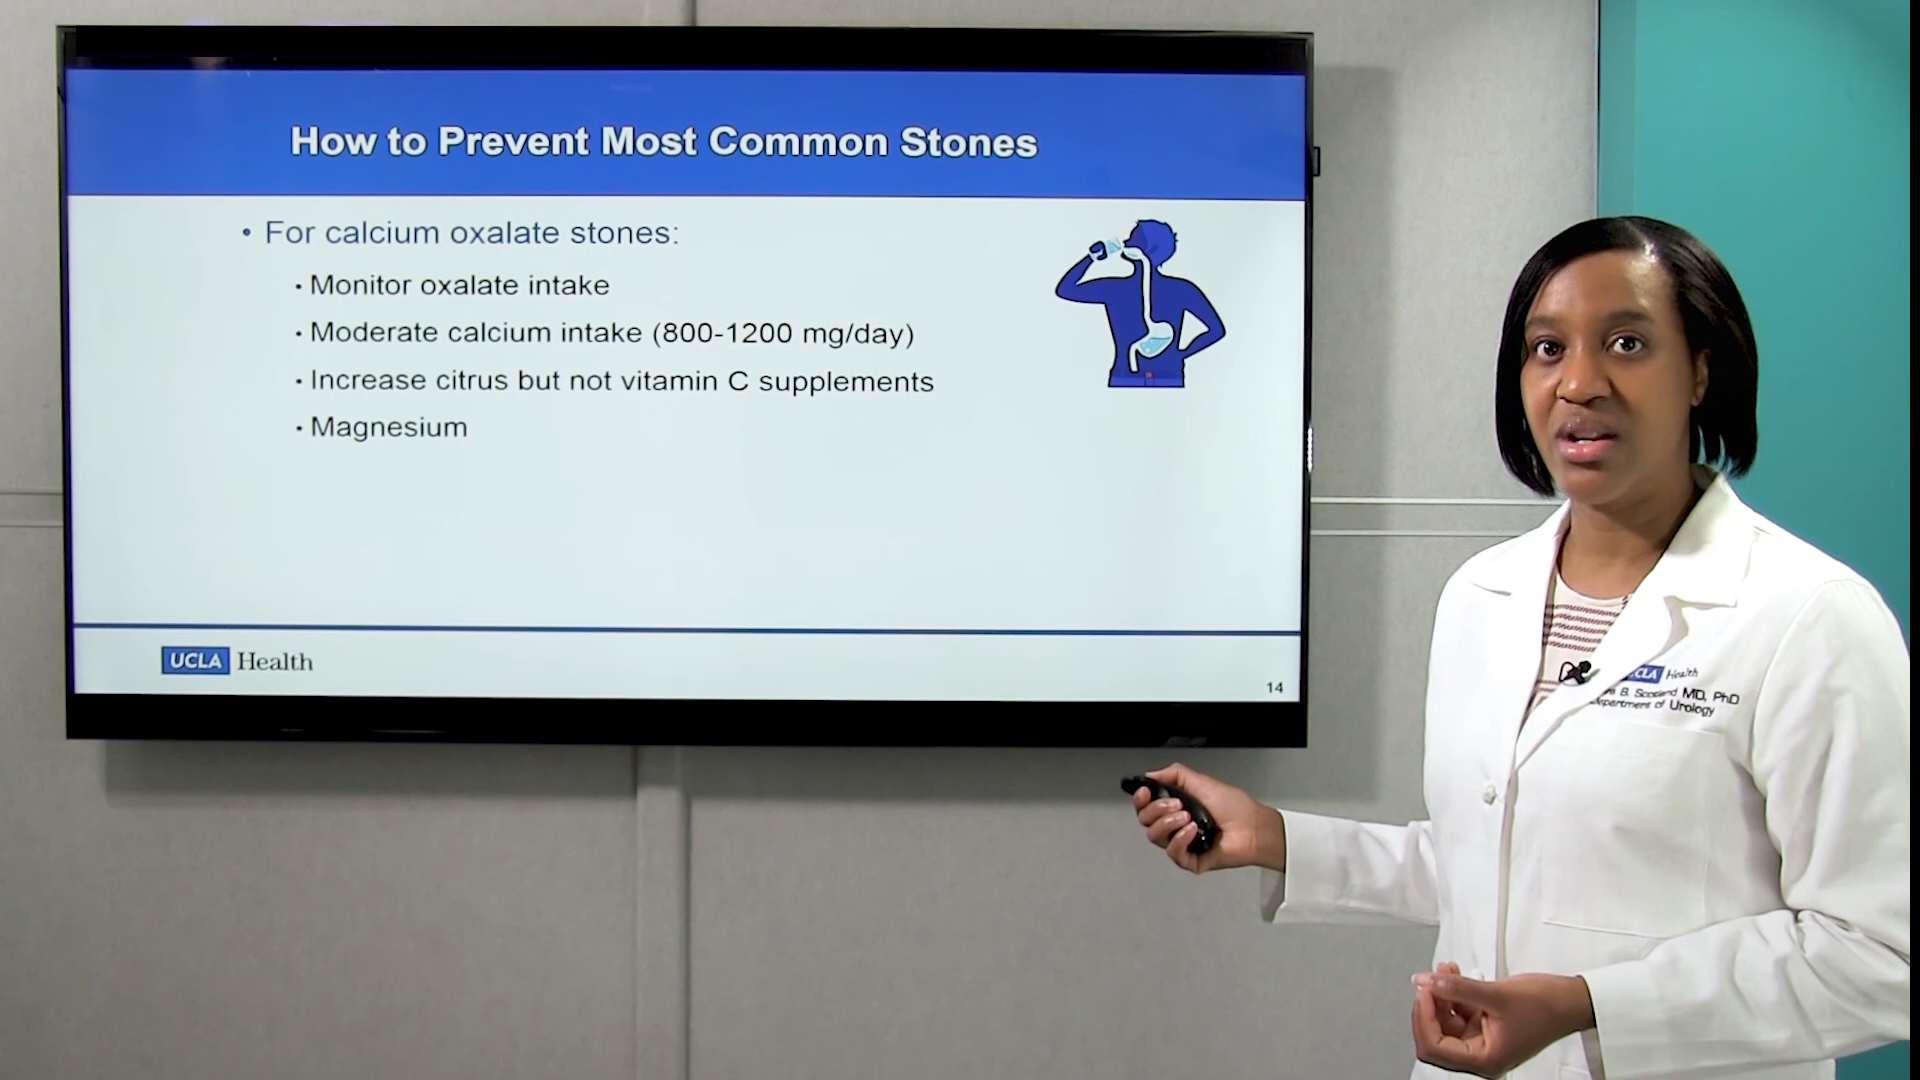 How to Prevent Most Common Stones
• For calcium oxalate stones:
• Monitor oxalate intake
• Moderate calcium intake (800-1200 mg/day)
• Increase citrus but not vitamin C supplements
• Magnesium
UCLA Health
14
Health
B. Scotland MD, PhD
Department of Urology